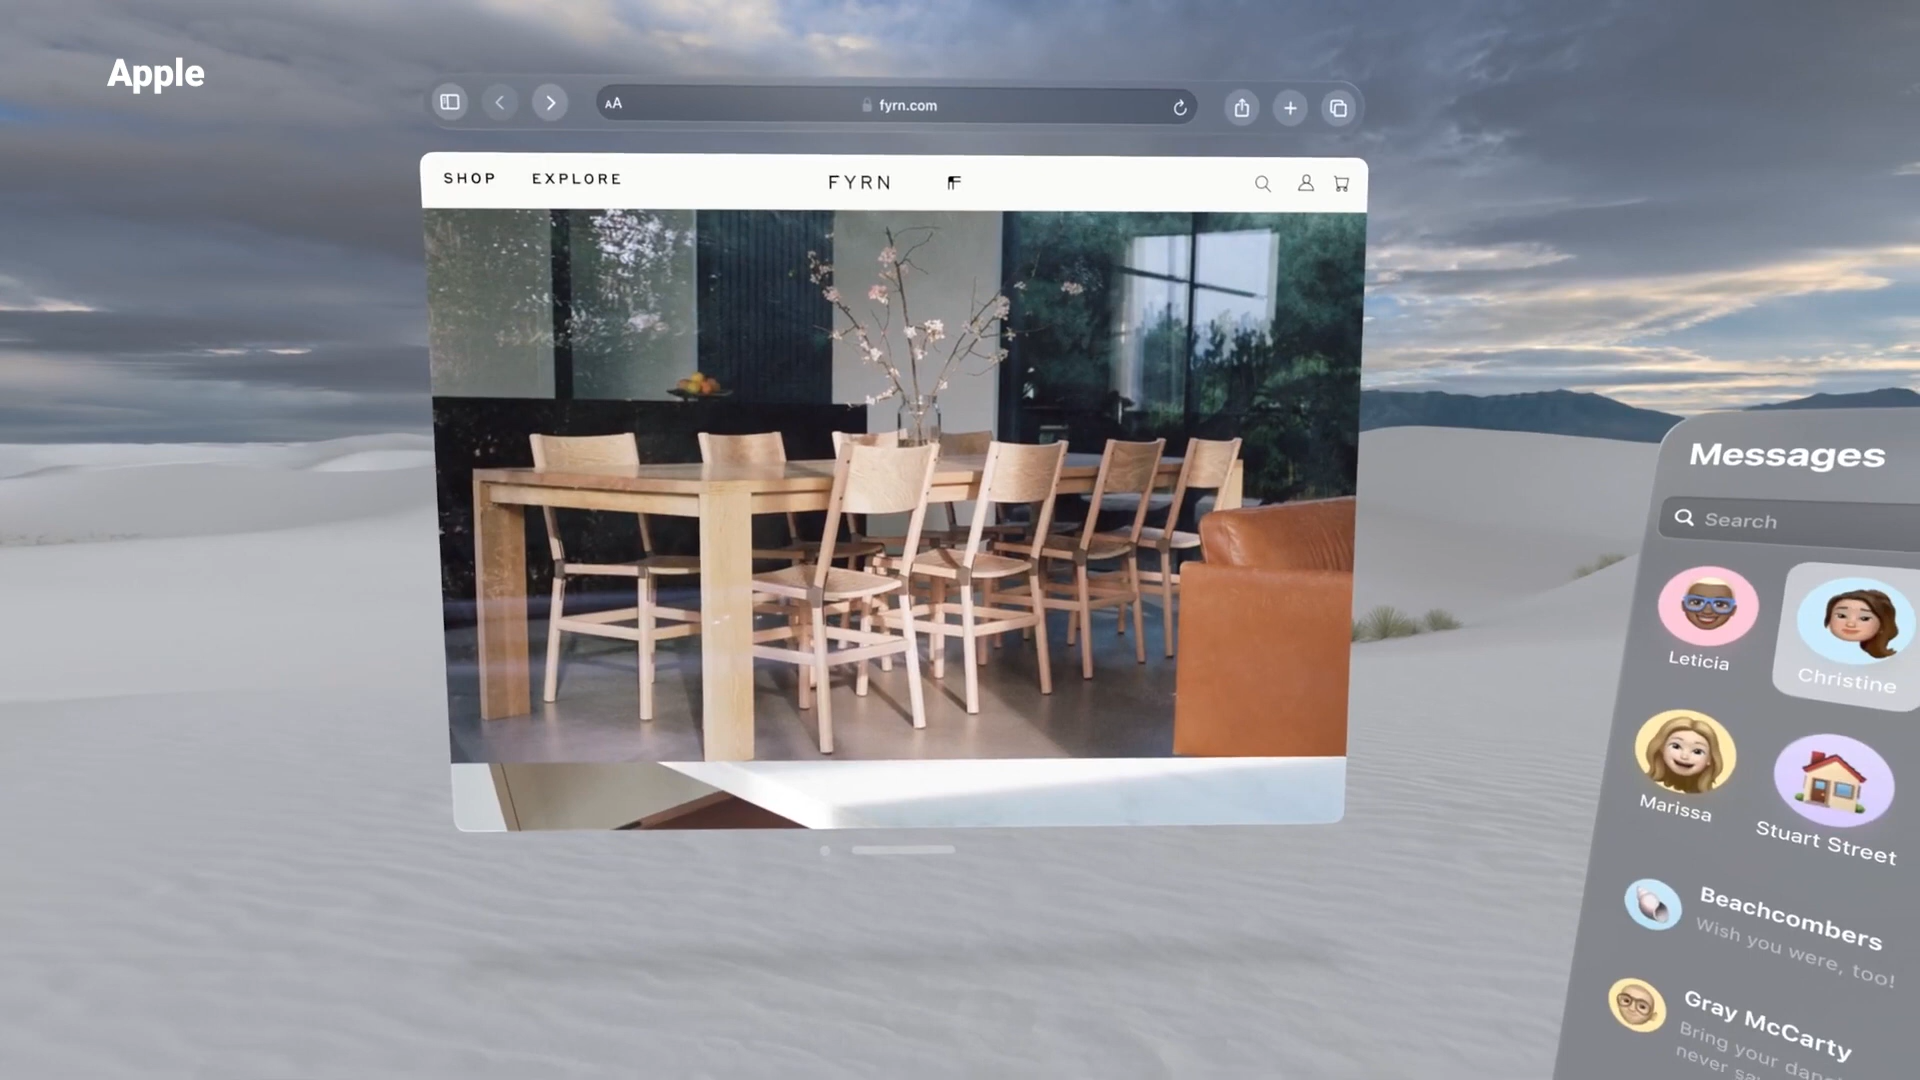 Apple
AA
fyrn.com
SHOP EXPLORE FYRN
Messages
Search
Leticia
Christine
Marissa
Stuart Street
Beachcombers
Wish you were, too!
Gray McCarty
Bring your
never